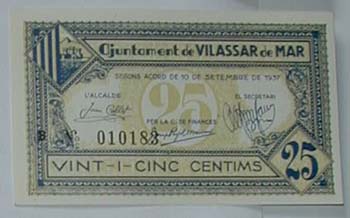 Ajuntament de VILASSAR de MAR
SEGONS ACORD DE 10 DE SETEMBRE DE 1937
L'ALCALDE
EL SECRETARI
25
PER LA C. DE FINANCES
B 010183
VINT-I-CINC CENTIMS
25